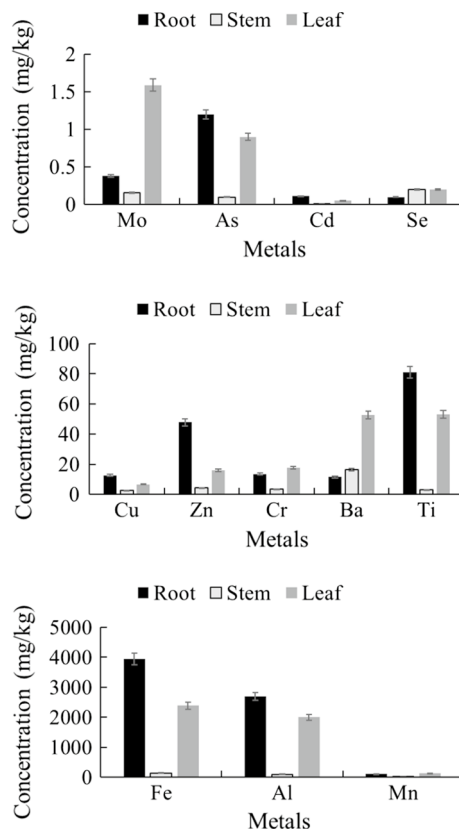 Root Stem Leaf
Concentration (mg/kg)
2
1.5
1
0.5
0
Mo As Cd Se
Metals
Root Stem Leaf
Concentration (mg/kg)
100
80
60
40
20
0
Cu Zn Cr Ba Ti
Metals
Root Stem Leaf
Concentration (mg/kg)
5000
4000
3000
2000
1000
0
Fe Al Mn
Metals